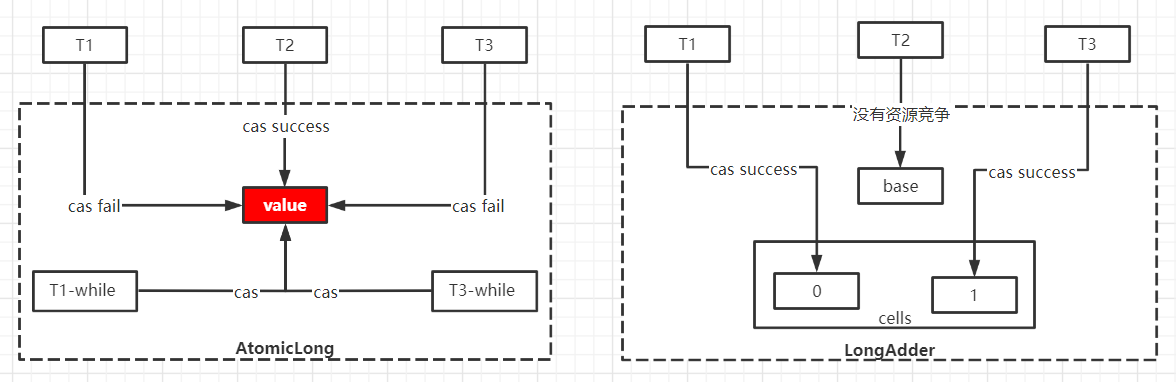 T1
T2
T3
cas success
cas fail
value
cas fail
T1-while
cas
cas
T3-while
AtomicLong
T1
T2
T3
没有资源竞争
cas success
base
cas success
0
1
cells
LongAdder